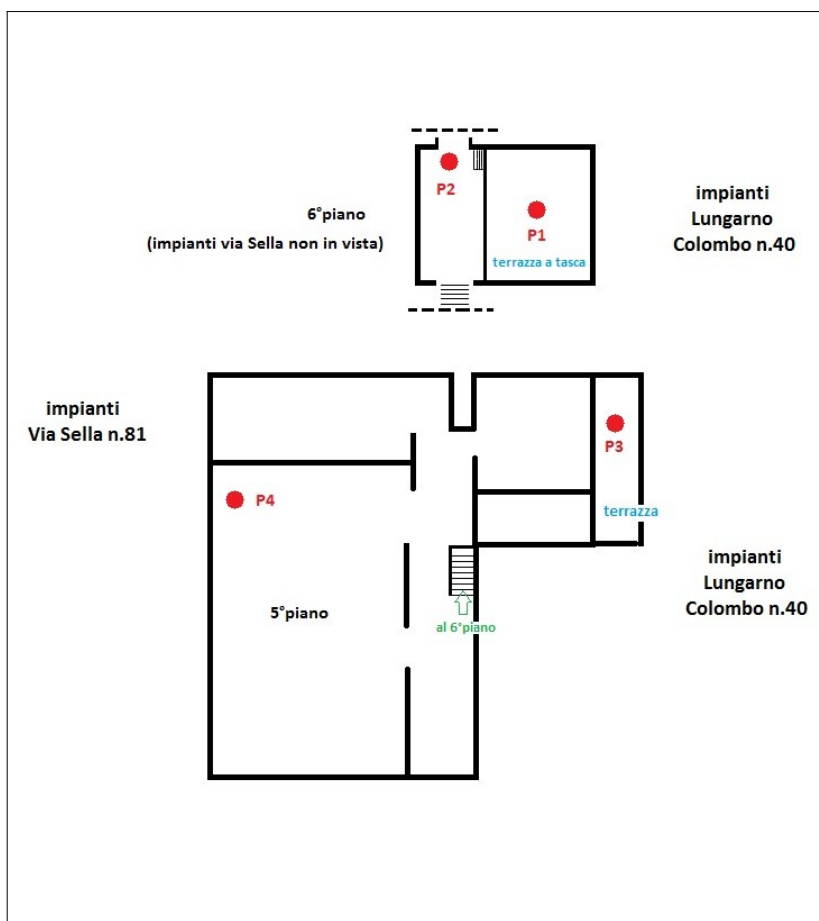 P2
6°piano
(impianti via Sella non in vista)
P1
terrazza a tasca
impianti
Lungarno
Colombo n.40
impianti
Via Sella n.81
P3
P4
terrazza
5°piano
al 6°piano
impianti
Lungarno
Colombo n.40